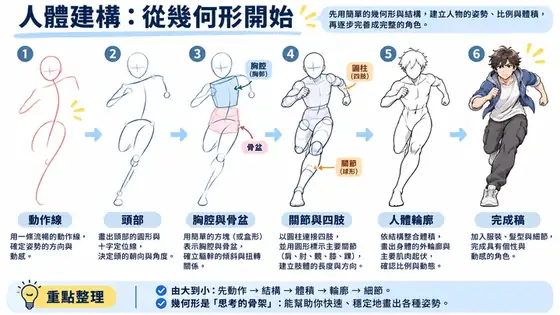 人體建構：從幾何形開始
先用簡單的幾何形與結構，建立人物的姿勢、比例與體積，
再逐步完善成完整的角色。
1
2
3
4
5
6
胸腔
(胸部)
骨盆
圓柱
(四肢)
關節
(球形)
動作線
用一條流暢的動作線，
確定姿勢的方向與
動感。
頭部
畫出頭部的圓形與
十字定位線，
決定頭的朝向與角度。
胸腔與骨盆
用簡單的方塊 (或盒形)
表示胸腔與骨盆，
確立軀幹的傾斜與扭轉
關係。
關節與四肢
以圓柱連接四肢，
並用圓形標示主要關節
(肩、肘、髖、膝、踝)，
建立肢體的長度與方向。
人體輪廓
依結構整合體積，
畫出身體的外輪廓與
主要肌肉起伏，
確認比例與動態。
完成稿
加入服裝、髮型與細節，
完成具有個性與
動感的角色。
重點整理
由大到小：先動作 → 結構 → 體積 → 輪廓 → 細節。
幾何形是「思考的骨架」：能幫助你快速、穩定地畫出各種姿勢。